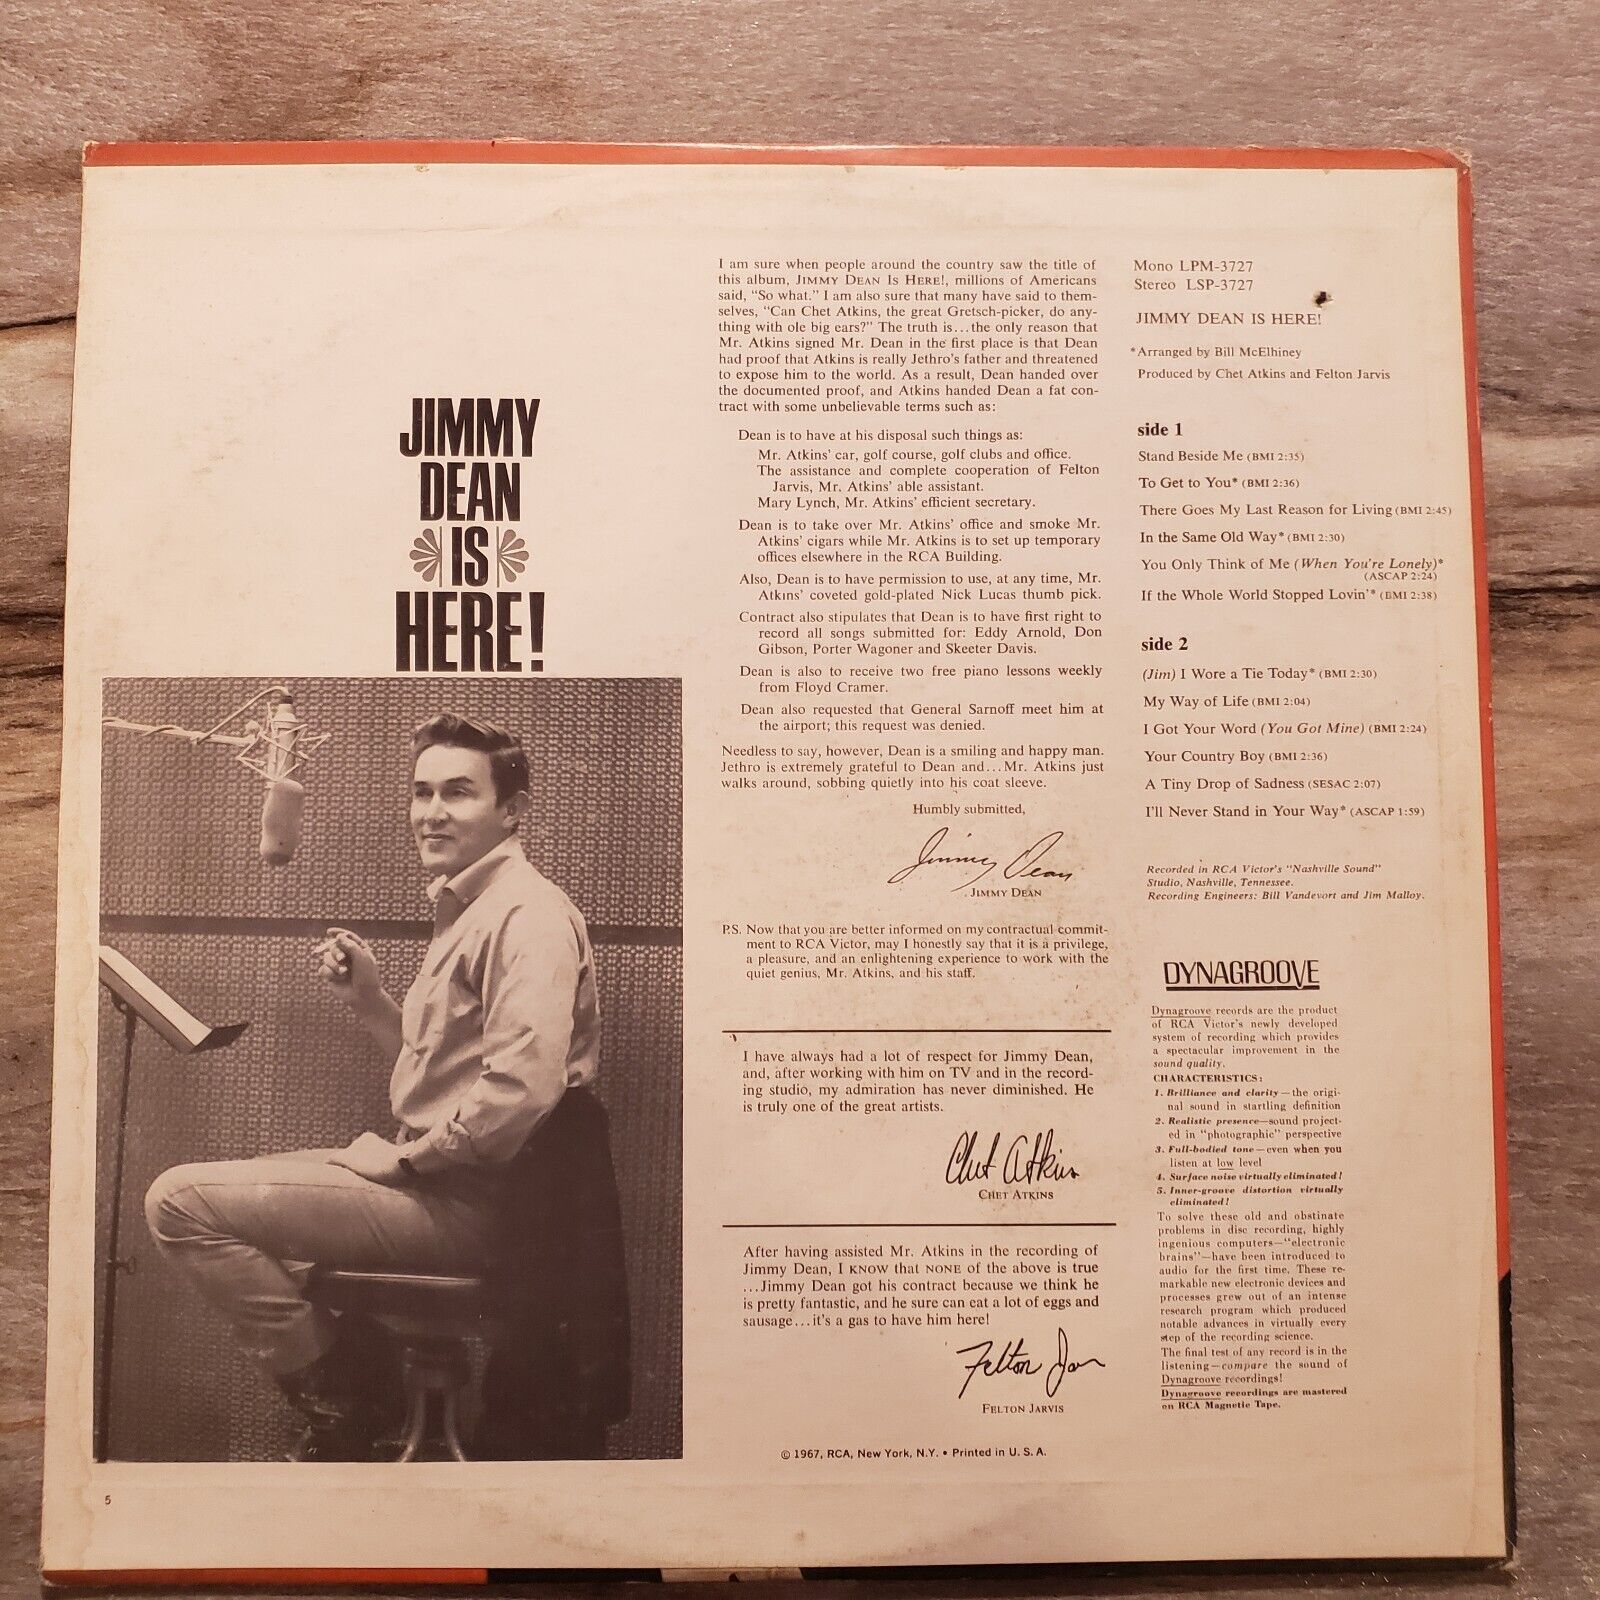 JIMMY
DEAN
IS
HERE!
I am sure when people around the country saw the title of
this album, JIMMY DEAN IS HERE!, millions of Americans
said, “So what.” I am also sure that many have said to them-
selves, “Can Chet Atkins, the great Gretsch-picker, do any-
thing with ole big ears?” The truth is...the only reason that
Mr. Atkins signed Mr. Dean in the first place is that Dean
had proof that Atkins is really Jethro’s father and threatened
to expose him to the world. As a result, Dean handed over
the documented proof, and Atkins handed Dean a fat con-
tract with some unbelievable terms such as:
Dean is to have at his disposal such things as:
Mr. Atkins’ car, golf course, golf clubs and office.
The assistance and complete cooperation of Felton
Jarvis, Mr. Atkins’ able assistant.
Mary Lynch, Mr. Atkins’ efficient secretary.
Dean is to take over Mr. Atkins’ office and smoke Mr.
Atkins’ cigars while Mr. Atkins is to set up temporary
offices elsewhere in the RCA Building.
Also, Dean is to have permission to use, at any time, Mr.
Atkins’ coveted gold-plated Nick Lucas thumb pick.
Contract also stipulates that Dean is to have first right to
record all songs submitted for: Eddy Arnold, Don
Gibson, Porter Wagoner and Skeeter Davis.
Dean is also to receive two free piano lessons weekly
from Floyd Cramer.
Dean also requested that General Sarnoff meet him at
the airport; this request was denied.
Needless to say, however, Dean is a smiling and happy man.
Jethro is extremely grateful to Dean and...Mr. Atkins just
walks around, sobbing quietly into his coat sleeve.
Humbly submitted,
Jimmy Dean
JIMMY DEAN
P.S. Now that you are better informed on my contractual commit-
ment to RCA Victor, may I honestly say that it is a privilege,
a pleasure, and an enlightening experience to work with the
quiet genius, Mr. Atkins, and his staff.
I have always had a lot of respect for Jimmy Dean,
and, after working with him on TV and in the record-
ing studio, my admiration has never diminished. He
is truly one of the great artists.
Chet Atkins
CHET ATKINS
After having assisted Mr. Atkins in the recording of
Jimmy Dean, I KNOW that NONE of the above is true
...Jimmy Dean got his contract because we think he
is pretty fantastic, and he sure can eat a lot of eggs and
sausage...it’s a gas to have him here!
Felton Jarvis
FELTON JARVIS
© 1967, RCA, New York, N.Y. • Printed in U. S. A.
5
Mono LPM-3727
Stereo LSP-3727
JIMMY DEAN IS HERE!
*Arranged by Bill McElhiney
Produced by Chet Atkins and Felton Jarvis
side 1
Stand Beside Me (BMI 2:35)
To Get to You* (BMI 2:36)
There Goes My Last Reason for Living (BMI 2:45)
In the Same Old Way* (BMI 2:30)
You Only Think of Me (When You’re Lonely)*
(ASCAP 2:24)
If the Whole World Stopped Lovin’* (BMI 2:38)
side 2
(Jim) I Wore a Tie Today* (BMI 2:30)
My Way of Life (BMI 2:04)
I Got Your Word (You Got Mine) (BMI 2:24)
Your Country Boy (BMI 2:36)
A Tiny Drop of Sadness (SESAC 2:07)
I’ll Never Stand in Your Way* (ASCAP 1:59)
Recorded in RCA Victor’s “Nashville Sound”
Studio, Nashville, Tennessee.
Recording Engineers: Bill Vandevort and Jim Malloy.
DYNAGROOVE
Dynagroove records are the product
of RCA Victor’s newly developed
system of recording which provides
a spectacular improvement in the
sound quality.
CHARACTERISTICS:
1. Brilliance and clarity—the origi-
nal sound in startling definition
2. Realistic presence—sound project-
ed in “photographic” perspective
3. Full-bodied tone—even when you
listen at low level
4. Surface noise virtually eliminated!
5. Inner-groove distortion virtually
eliminated!
To solve these old and obstinate
problems in disc recording, highly
ingenious computers—“electronic
brains”—have been introduced to
audio for the first time. These re-
markable new electronic devices and
processes grew out of an intense
research program which produced
notable advances in virtually every
step of the recording science.
The final test of any record is in the
listening—compare the sound of
Dynagroove recordings!
Dynagroove recordings are mastered
on RCA Magnetic Tape.